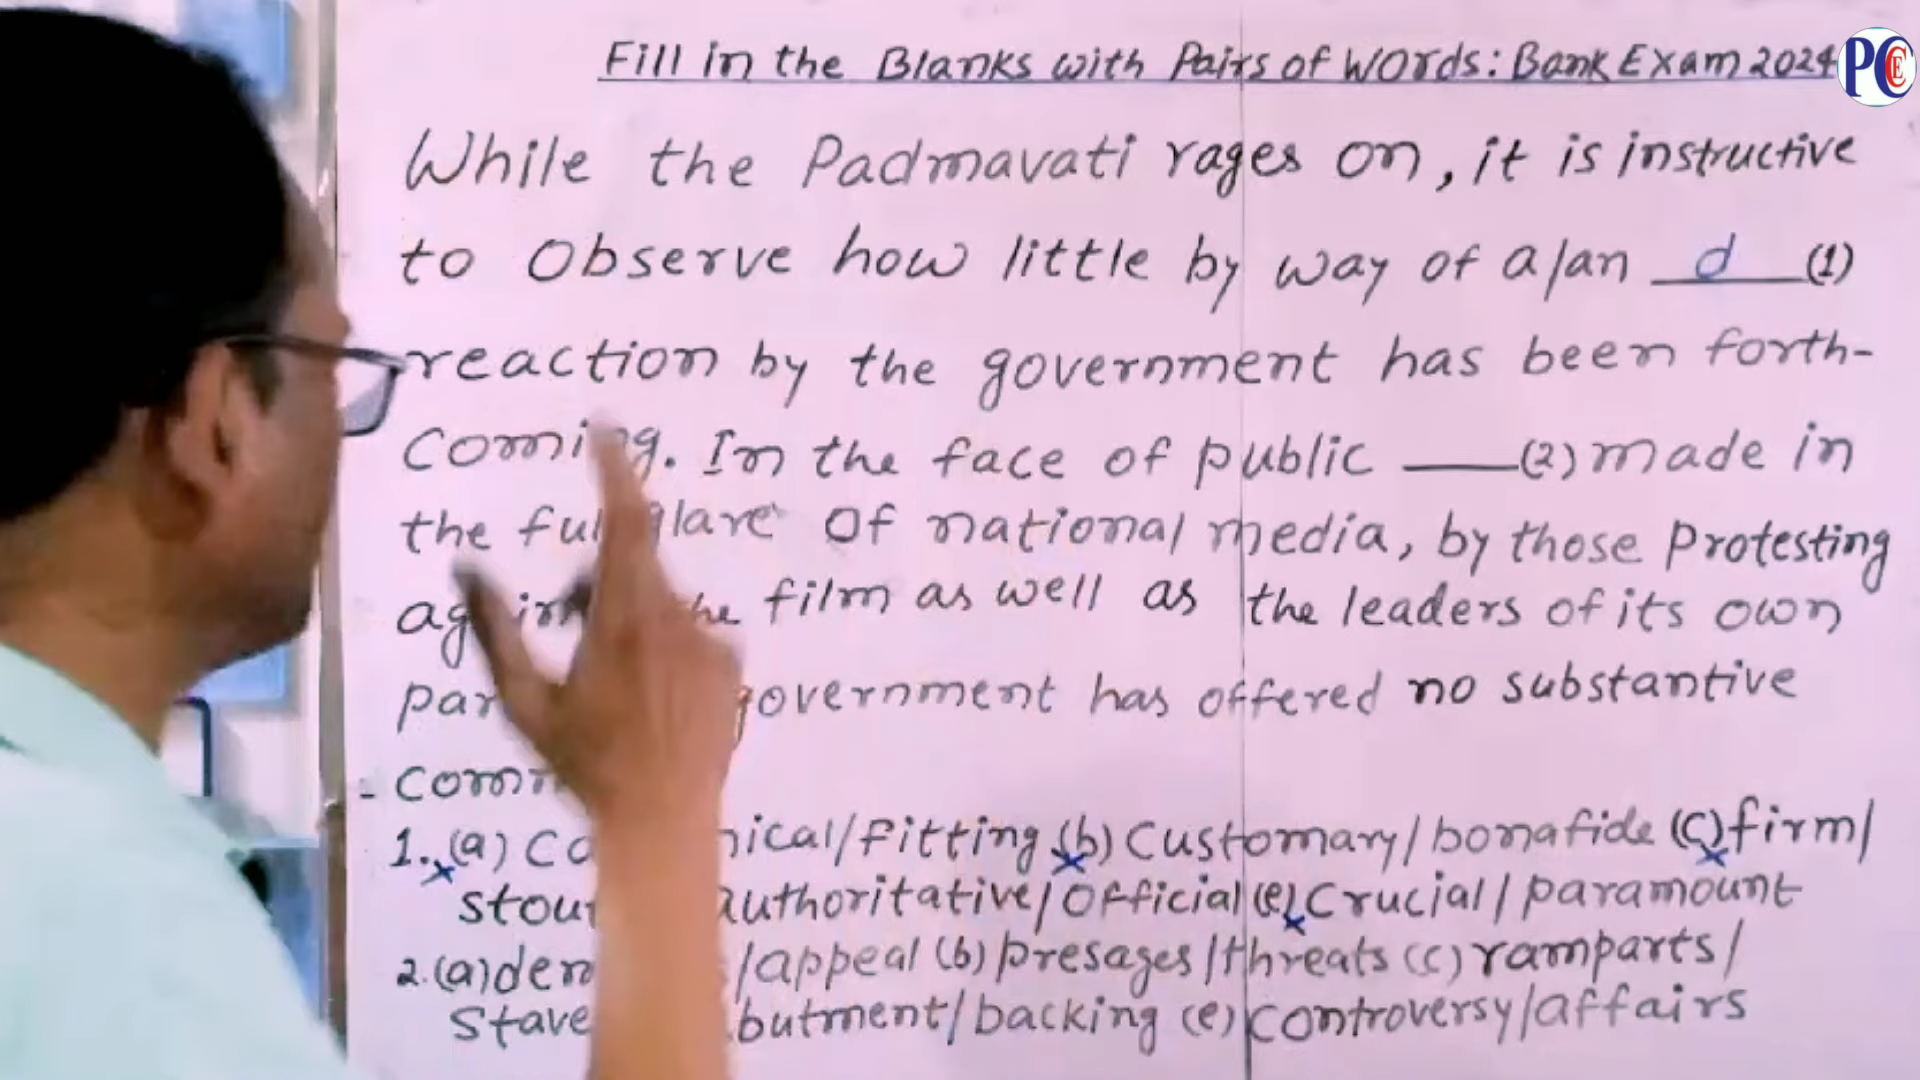 Fill in the Blanks with Pairs of Words: Bank Exam 2024
PCEC
While the Padmavati rages on, it is instructive
to Observe how little by way of a/an __d__(1)
reaction by the government has been forth-
Coming. In the face of public ____(2) made in
the full glare of national media, by those Protesting
the film as well as the leaders of its own
government has offered no substantive
1. (a) /fitting (b) Customary/bonafide (c) firm/
authoritative/official (e) Crucial/paramount
2. (a) /appeal (b) presages/threats (c) ramparts/
/backing (e) controversy/affairs